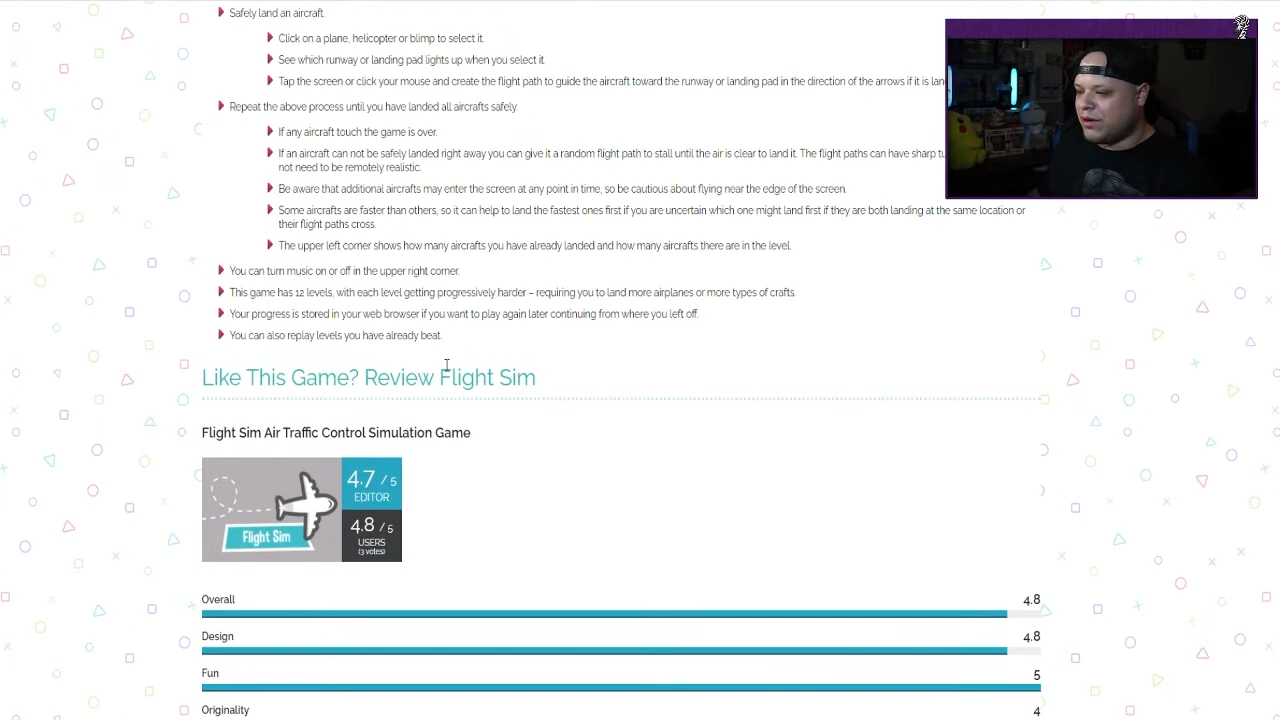 Safely land an aircraft.
Click on a plane, helicopter or blimp to select it.
See which runway or landing pad lights up when you select it.
Tap the screen or click your mouse and create the flight path to guide the aircraft toward the runway or landing pad in the direction of the arrows if it is
Repeat the above process until you have landed all aircrafts safely.
If any aircraft touch the game is over.
If an aircraft can not be safely landed right away you can give it a random flight path to stall until the air is clear to land it. The flight paths can have sharp
not need to be remotely realistic.
Be aware that additional aircrafts may enter the screen at any point in time, so be cautious about flying near the edge of the screen.
Some aircrafts are faster than others, so it can help to land the fastest ones first if you are uncertain which one might land first if they are both landing at the same location or
their flight paths cross.
The upper left corner shows how many aircrafts you have already landed and how many aircrafts there are in the level.
You can turn music on or off in the upper right corner.
This game has 12 levels, with each level getting progressively harder – requiring you to land more airplanes or more types of crafts.
Your progress is stored in your web browser if you want to play again later continuing from where you left off.
You can also replay levels you have already beat.
Like This Game? Review Flight Sim
Flight Sim Air Traffic Control Simulation Game
Flight Sim
4.7 / 5
EDITOR
4.8 / 5
USERS
(3 votes)
Overall 4.8
Design 4.8
Fun 5
Originality 4